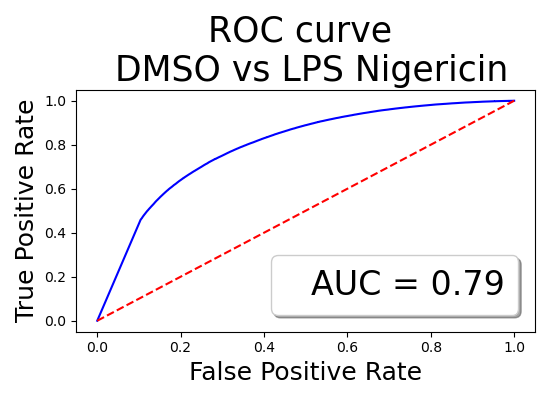 ROC curve
DMSO vs LPS Nigericin
True Positive Rate
1.0
0.8
0.6
0.4
0.2
0.0
AUC = 0.79
0.0 0.2 0.4 0.6 0.8 1.0
False Positive Rate